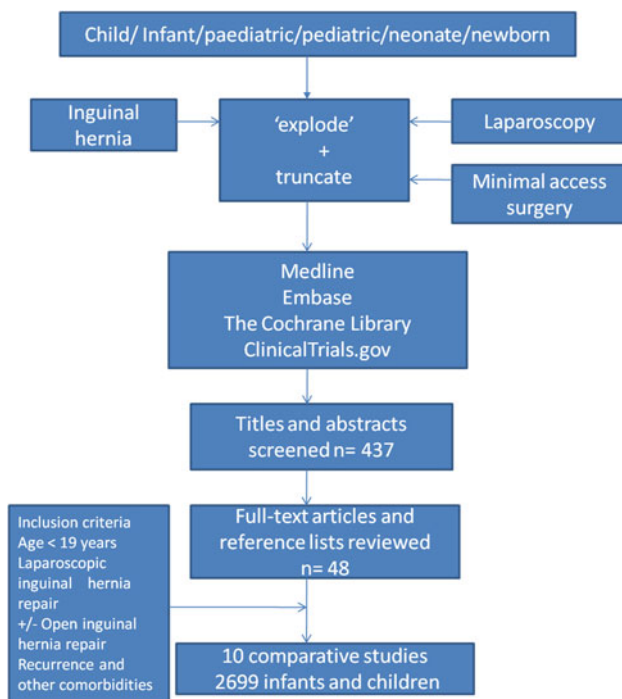 Child/ Infant/paediatric/pediatric/neonate/newborn
Inguinal
hernia
‘explode’
+
truncate
Laparoscopy
Minimal access
surgery
Medline
Embase
The Cochrane Library
ClinicalTrials.gov
Titles and abstracts
screened n= 437
Full-text articles and
reference lists reviewed
n= 48
Inclusion criteria
Age < 19 years
Laparoscopic
inguinal hernia
repair
+/- Open inguinal
hernia repair
Recurrence and
other comorbidities
10 comparative studies
2699 infants and children